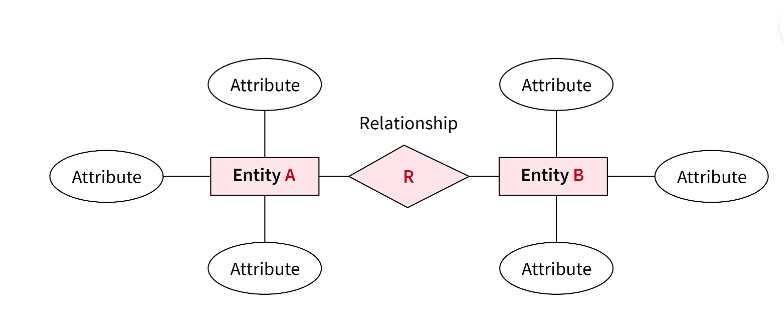 Attribute
Attribute
Relationship
Attribute
Entity A
R
Entity B
Attribute
Attribute
Attribute